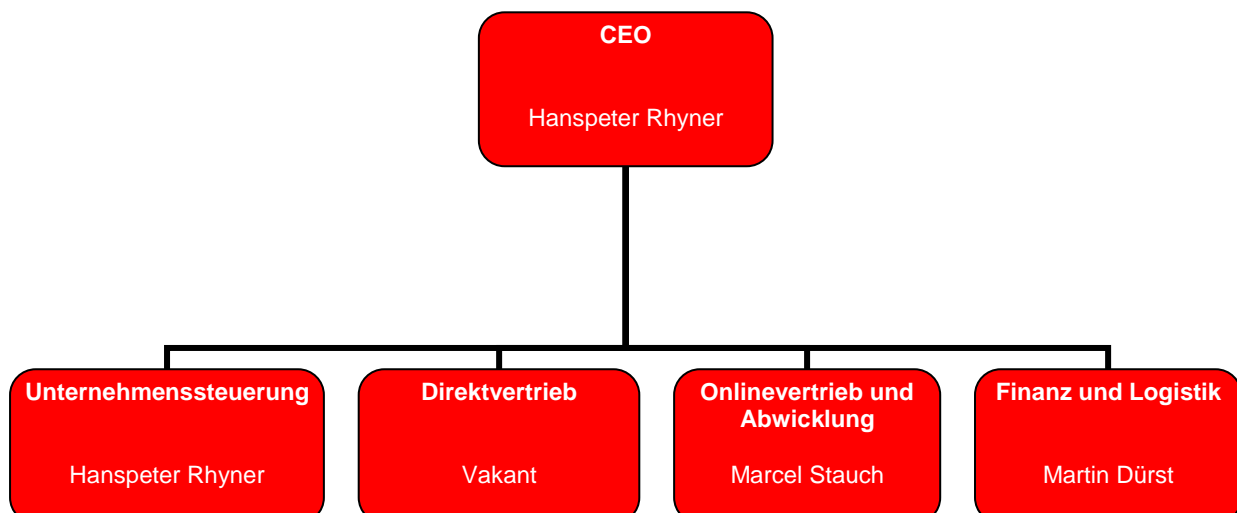 CEO
Hanspeter Rhyner
Unternehmenssteuerung
Hanspeter Rhyner
Direktvertrieb
Vakant
Onlinevertrieb und
Abwicklung
Marcel Stauch
Finanz und Logistik
Martin Dürst